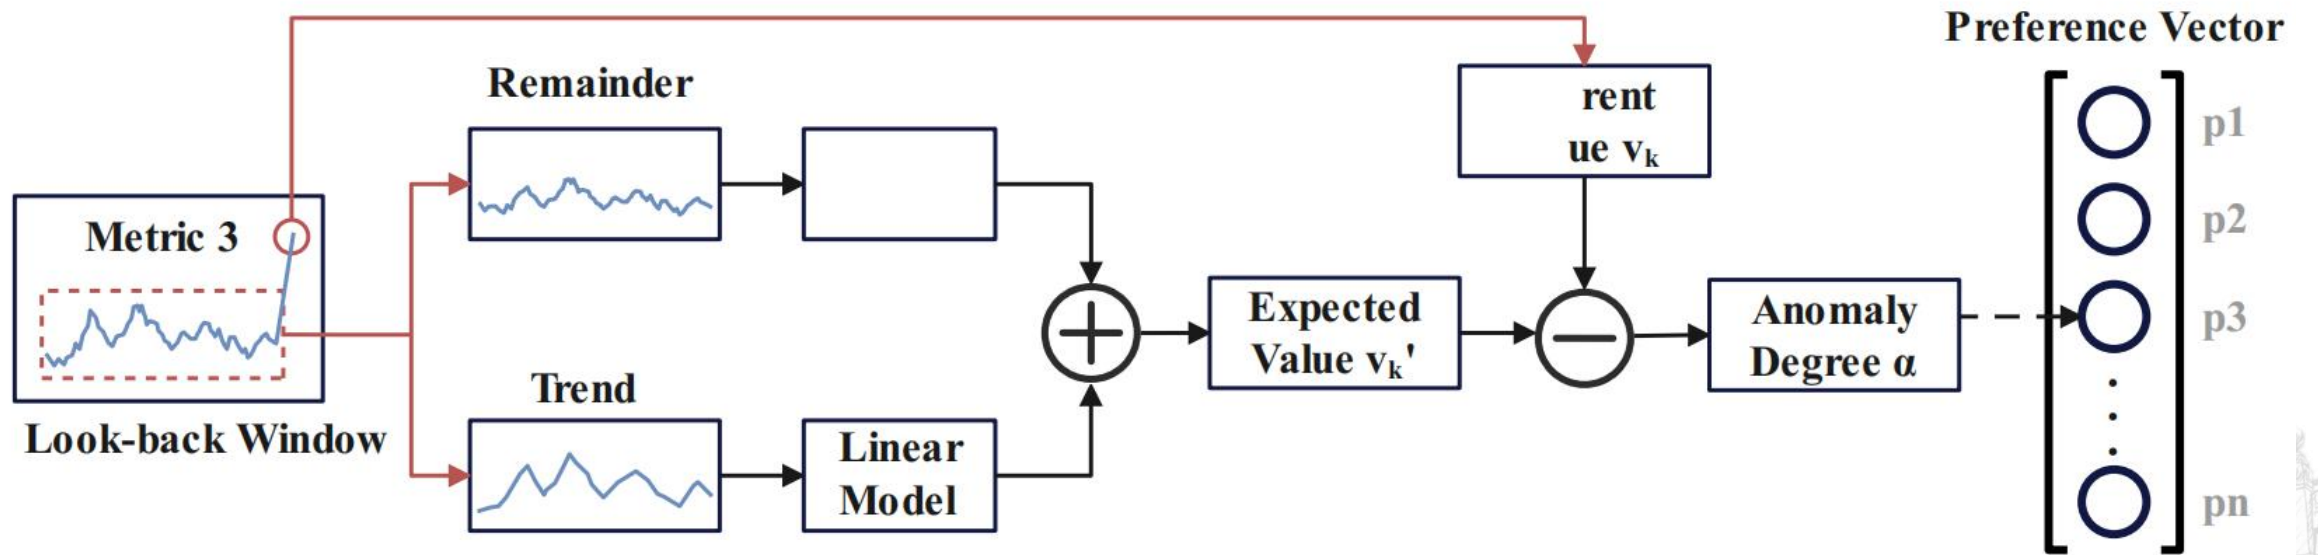 Preference Vector
Remainder
rent
ue vk
p1
p2
Metric 3
Expected
Value vk'
Anomaly
Degree α
p3
Trend
Look-back Window
Linear
Model
pn